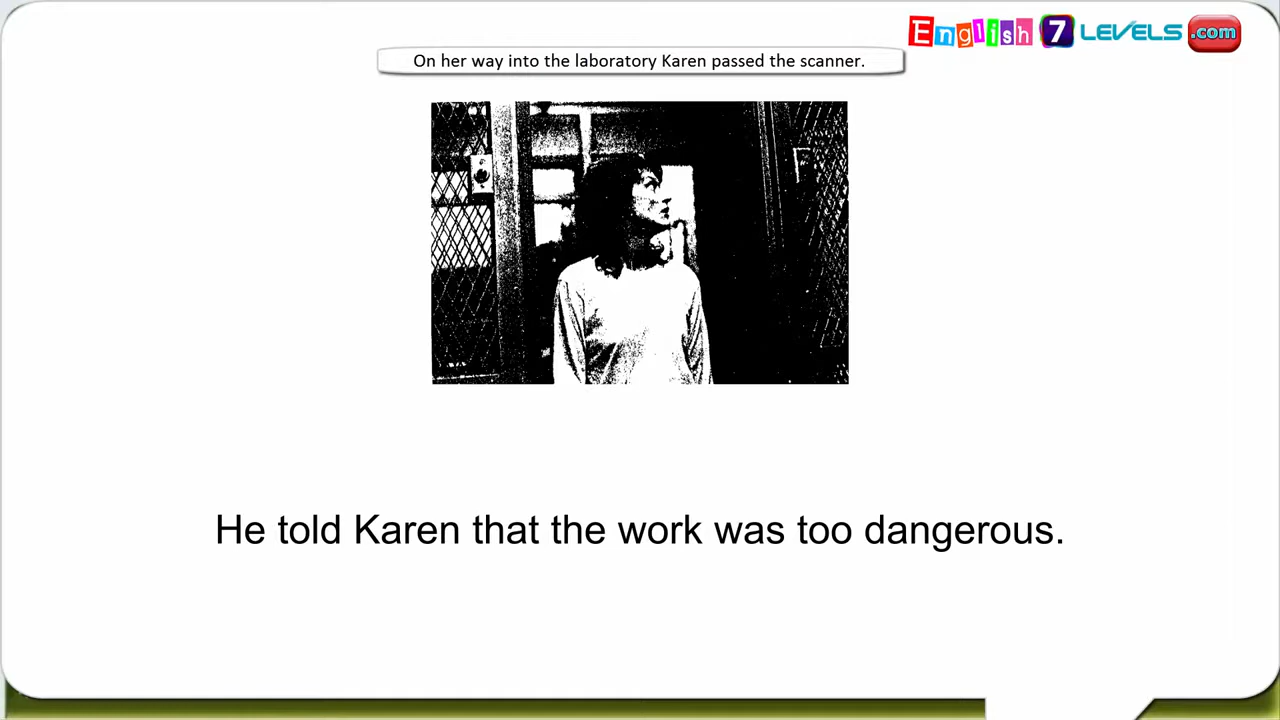 English 7 LEVELS .com
On her way into the laboratory Karen passed the scanner.
He told Karen that the work was too dangerous.